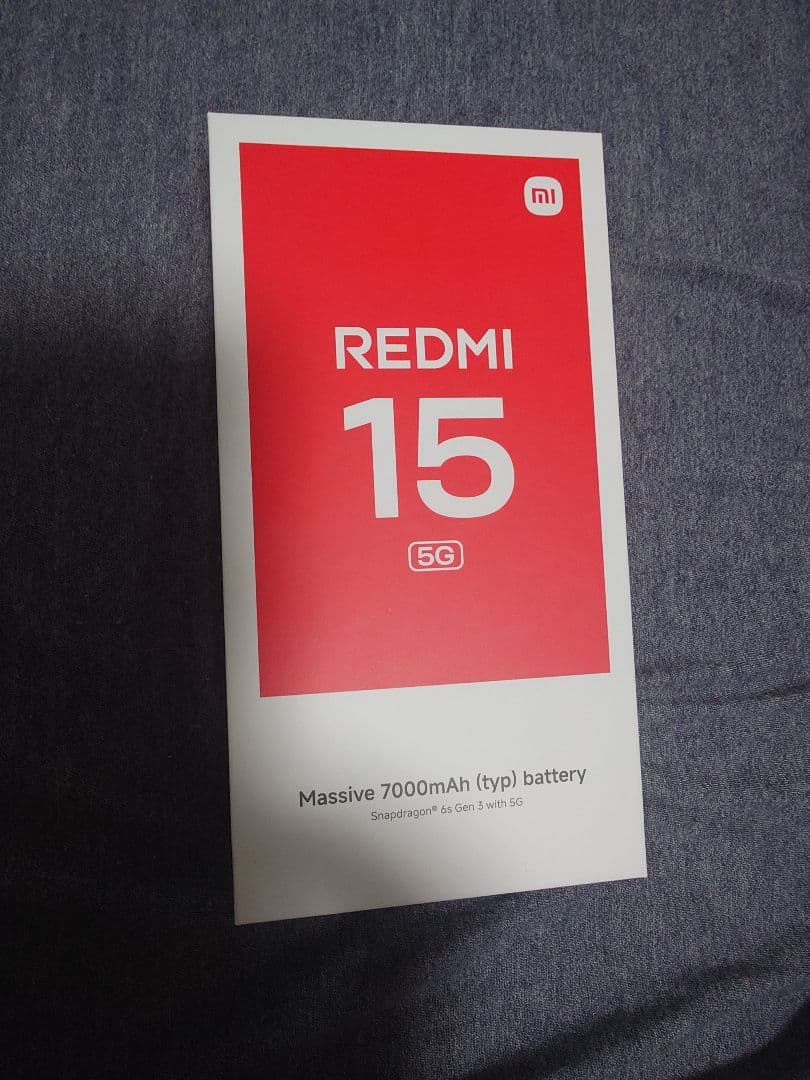 mi
REDMI
15
5G
Massive 7000mAh (typ) battery
Snapdragon® 6s Gen 3 with 5G